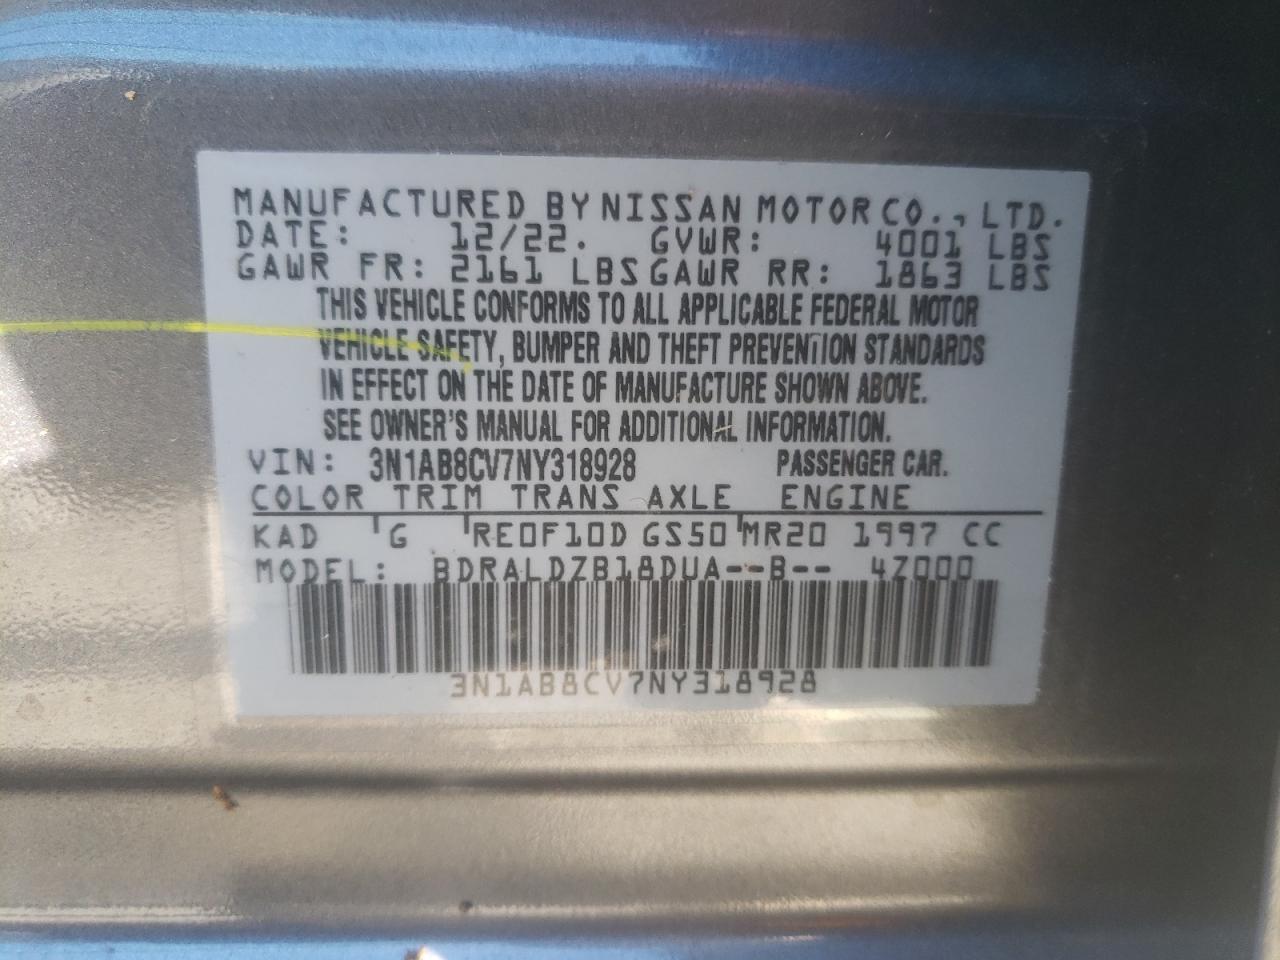 MANUFACTURED BY NISSAN MOTOR CO., LTD.
DATE: 12/22. GVWR: 4001 LBS
GAWR FR: 2161 LBS GAWR RR: 1863 LBS
THIS VEHICLE CONFORMS TO ALL APPLICABLE FEDERAL MOTOR
VEHICLE SAFETY, BUMPER AND THEFT PREVENTION STANDARDS
IN EFFECT ON THE DATE OF MANUFACTURE SHOWN ABOVE.
SEE OWNER'S MANUAL FOR ADDITIONAL INFORMATION.
VIN: 3N1AB8CV7NY318928 PASSENGER CAR.
COLOR TRIM TRANS AXLE ENGINE
KAD G RE0F10D GS50 MR20 1997 CC
MODEL: BDRALDZB18DUA--B-- 4Z000
3N1AB8CV7NY318928